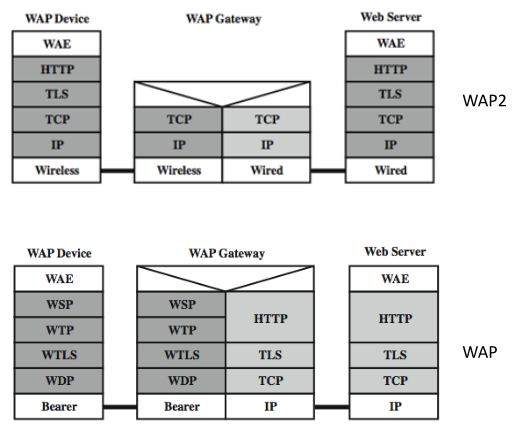 WAP Device WAP Gateway Web Server
WAE WAE
HTTP HTTP
TLS TLS
WAP2
TCP TCP TCP TCP
IP IP IP IP
Wireless Wireless Wired Wired
WAP Device WAP Gateway Web Server
WAE WAE
WSP WSP
HTTP HTTP
WTP WTP
WTLS WTLS TLS TLS WAP
WDP WDP TCP TCP
Bearer Bearer IP IP